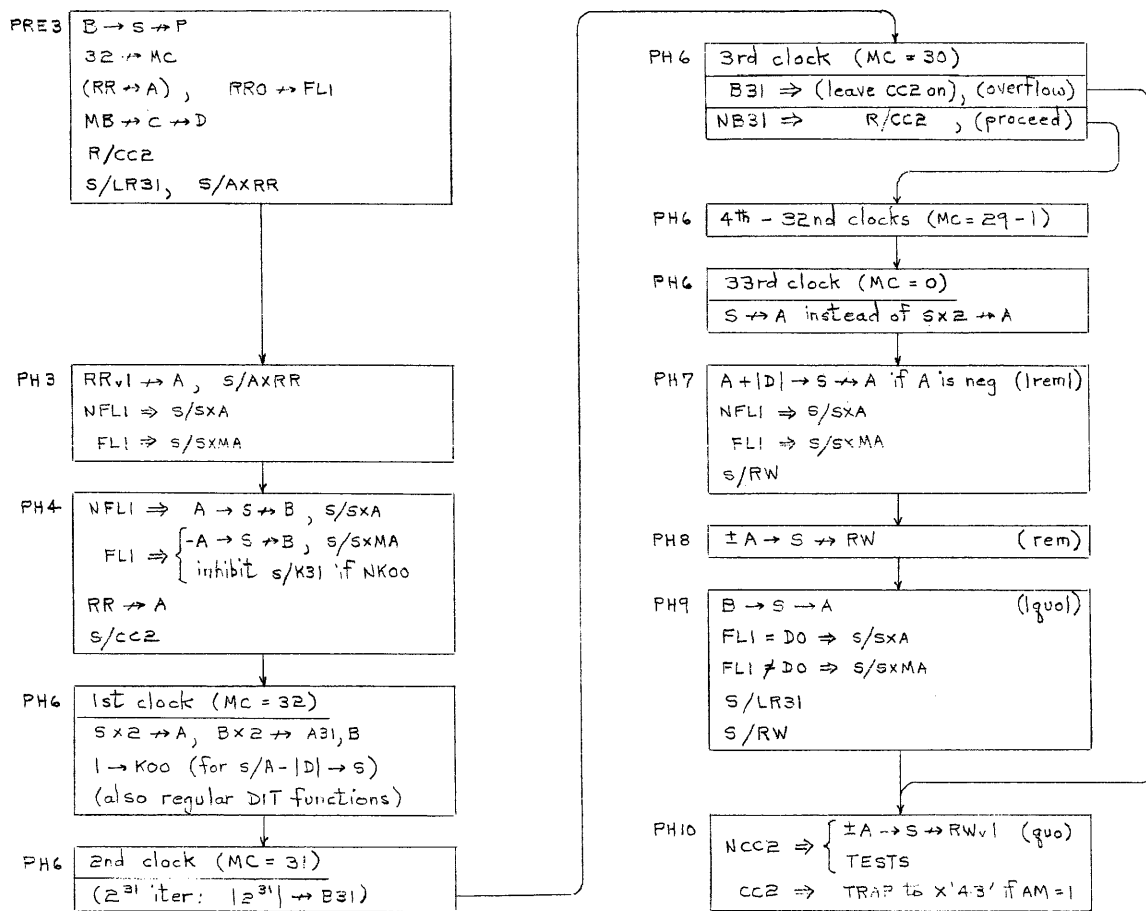 PRE3
B → S ↛ P
32 ↛ MC
(RR ↛ A), RR0 ↛ FL1
MB → C → D
R/CC2
S/LR31, S/AXRR
PH3
RRv1 ↛ A, S/AXRR
NFL1 ⇒ S/SXA
FL1 ⇒ S/SXMA
PH4
NFL1 ⇒ A → S ↛ B, S/SXA
FL1 ⇒ { -A → S ↛ B, S/SXMA
inhibit S/K31 if NK00
RR ↛ A
S/CC2
PH6
1st clock (MC = 32)
S×2 ↛ A, B×2 ↛ A31, B
1 → K00 (for S/A-|D| → S)
(also regular DIT functions)
PH6
2nd clock (MC = 31)
(2³¹ iter: |2³¹| ↛ B31)
PH6
3rd clock (MC = 30)
B31 ⇒ (leave CC2 on), (overflow)
NB31 ⇒ R/CC2, (proceed)
PH6
4th - 32nd clocks (MC = 29-1)
PH6
33rd clock (MC = 0)
S ↛ A instead of S×2 ↛ A
PH7
A + |D| → S ↛ A if A is neg (|rem|)
NFL1 ⇒ S/SXA
FL1 ⇒ S/SXMA
S/RW
PH8
±A → S ↛ RW (rem)
PH9
B → S → A (|quo|)
FL1 = D0 ⇒ S/SXA
FL1 ≠ D0 ⇒ S/SXMA
S/LR31
S/RW
PH10
NCC2 ⇒ { ±A → S ↛ RWv1 (quo)
TESTS
CC2 ⇒ TRAP to X'43' if AM = 1